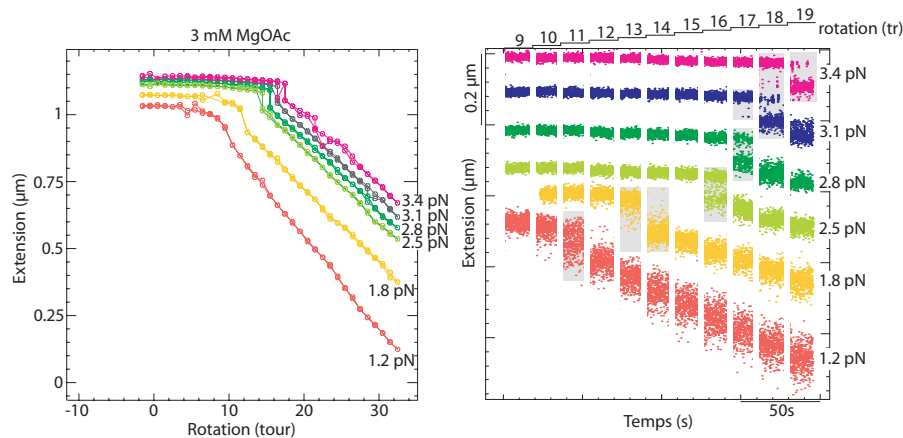 3 mM MgOAc
Extension (µm)
1
0.75
0.5
0.25
0
-10
0
10
20
30
Rotation (tour)
3.4 pN
3.1 pN
2.8 pN
2.5 pN
1.8 pN
1.2 pN
9 10 11 12 13 14 15 16 17 18 19 rotation (tr)
0.2 µm
Extension (µm)
3.4 pN
3.1 pN
2.8 pN
2.5 pN
1.8 pN
1.2 pN
Temps (s)
50s